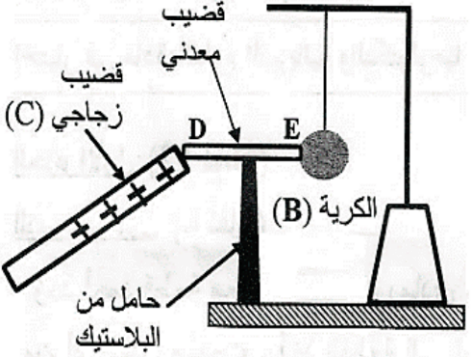 قضيب
معدني
قضيب
زجاجي (C)
D
E
الكرية (B)
حامل من
البلاستيك